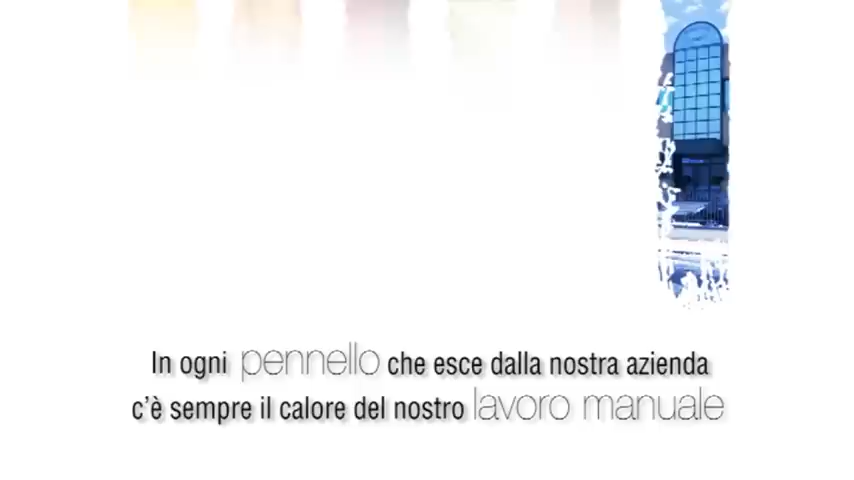 In ogni pennello che esce dalla nostra azienda
c'è sempre il calore del nostro lavoro manuale